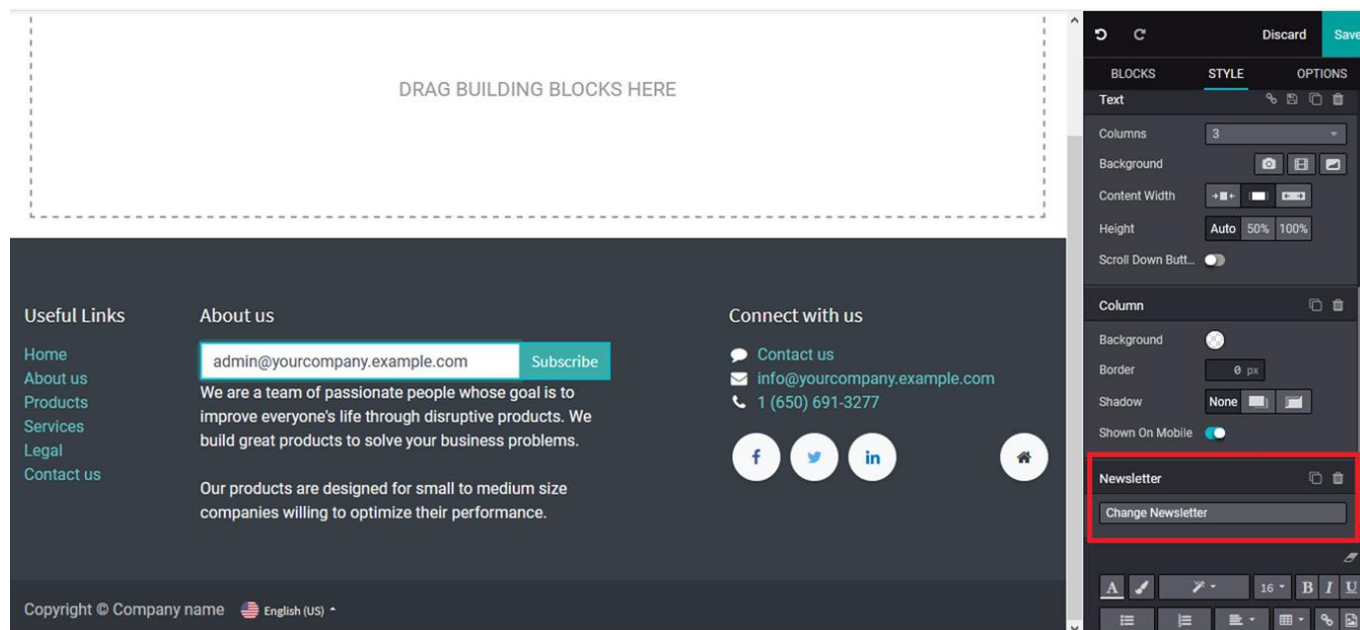 DRAG BUILDING BLOCKS HERE
Useful Links
Home
About us
Products
Services
Legal
Contact us
About us
admin@yourcompany.example.com Subscribe
We are a team of passionate people whose goal is to
improve everyone's life through disruptive products. We
build great products to solve your business problems.
Our products are designed for small to medium size
companies willing to optimize their performance.
Connect with us
Contact us
info@yourcompany.example.com
1 (650) 691-3277
Copyright © Company name English (US)
Discard Save
BLOCKS STYLE OPTIONS
Text
Columns 3
Background
Content Width
Height Auto 50% 100%
Scroll Down Butt...
Column
Background
Border 0 px
Shadow None
Shown On Mobile
Newsletter
Change Newsletter
A 16 B I U